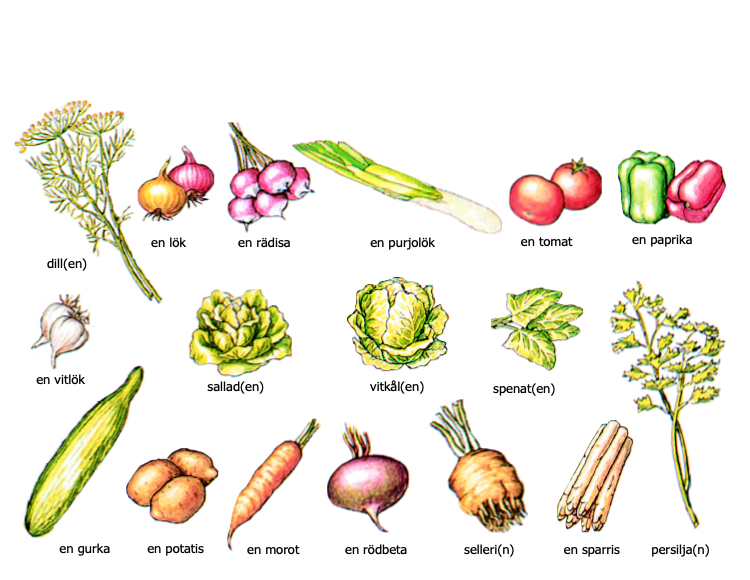 dill(en)
en lök
en rädisa
en purjolök
en tomat
en paprika
en vitlök
sallad(en)
vitkål(en)
spenat(en)
en gurka
en potatis
en morot
en rödbeta
selleri(n)
en sparris
persilja(n)